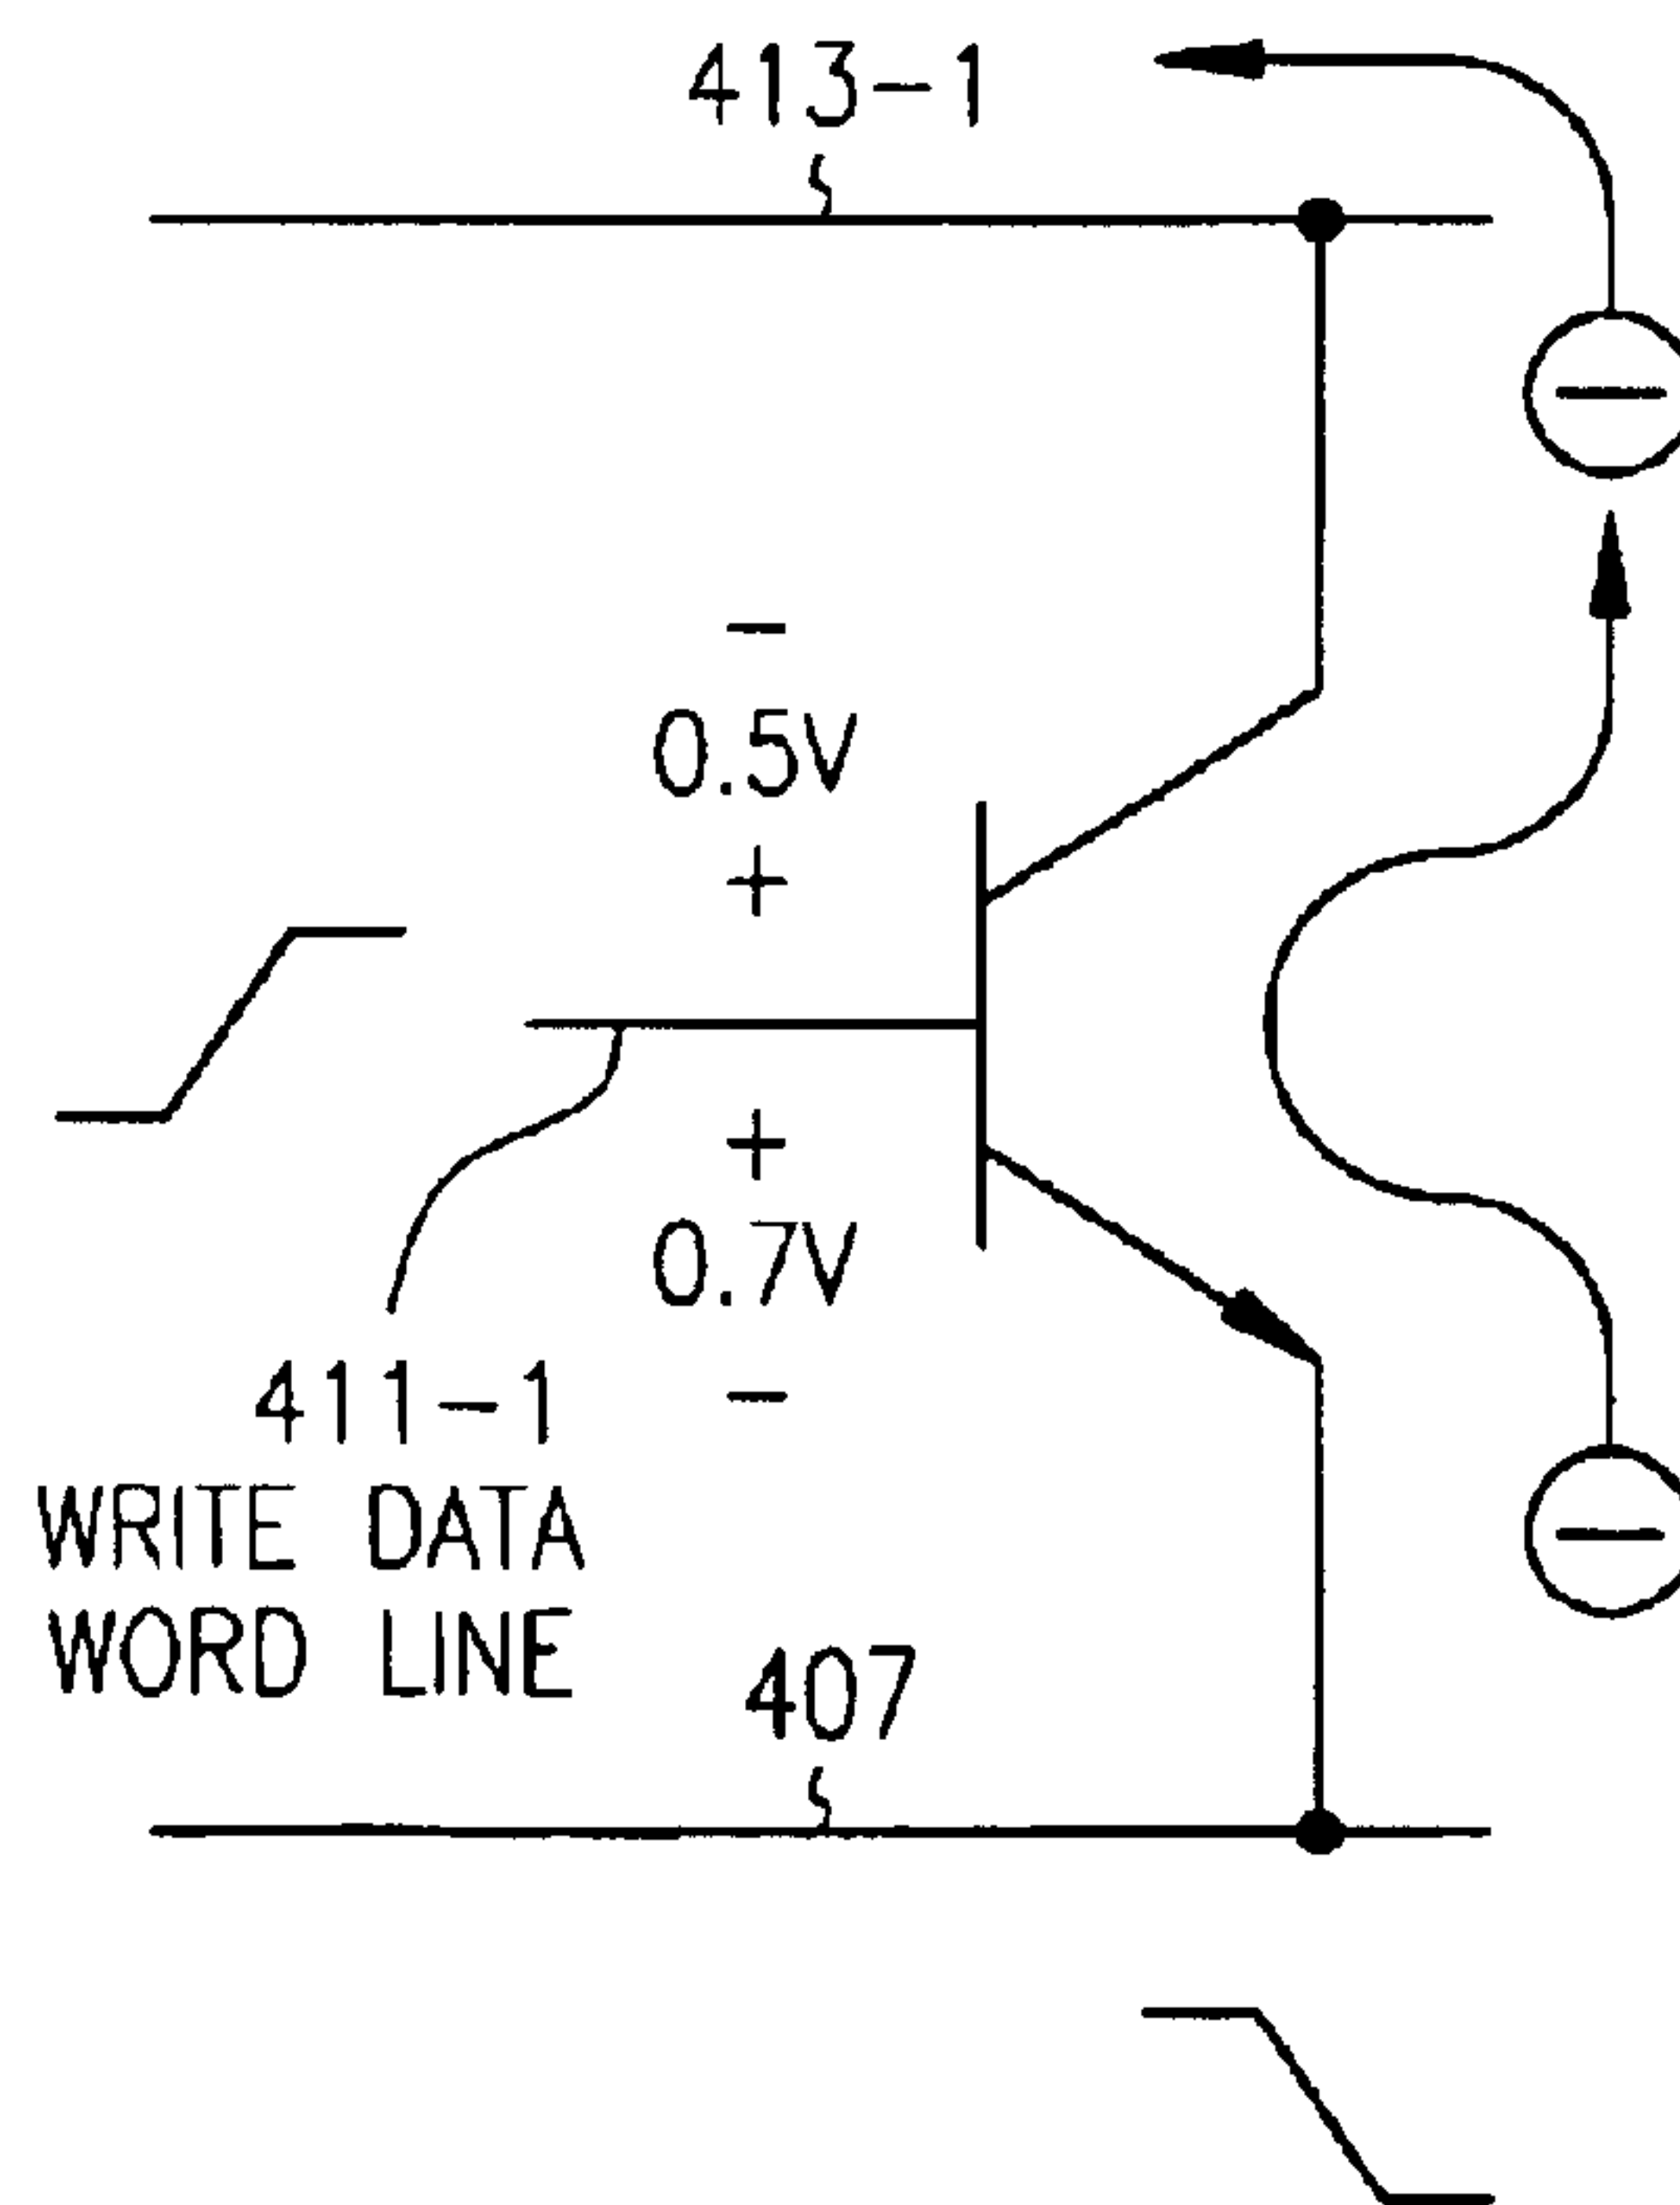 413-1
−
0.5V
+
+
0.7V
−
411-1
WRITE DATA
WORD LINE
407